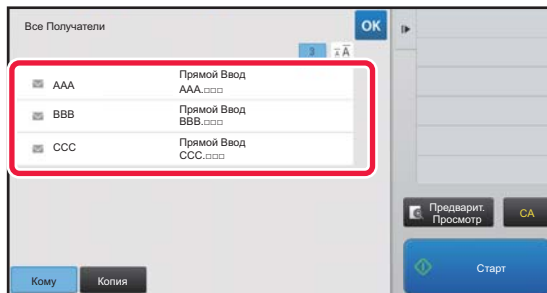 Все Получатели
OK
3
AAA
Прямой Ввод
AAA.□□□
BBB
Прямой Ввод
BBB.□□□
CCC
Прямой Ввод
CCC.□□□
Предварит.
Просмотр
CA
Старт
Кому
Копия